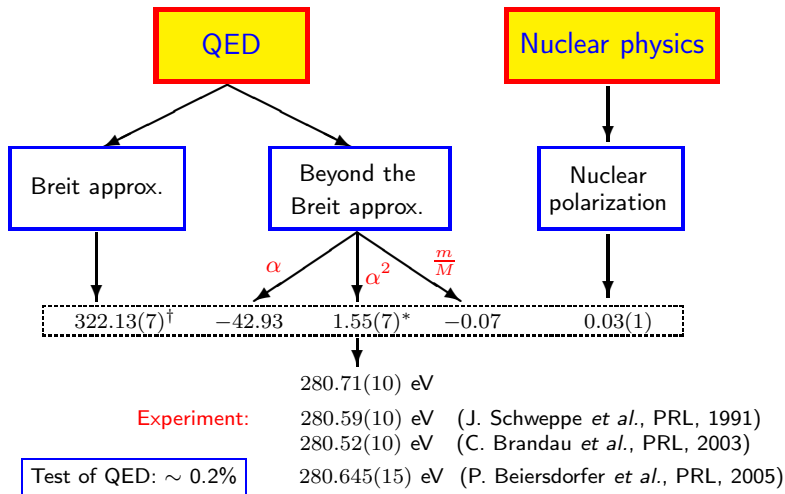 QED
Nuclear physics
Breit approx.
Beyond the
Breit approx.
Nuclear
polarization
α
α²
m/M
322.13(7)† −42.93 1.55(7)* −0.07 0.03(1)
280.71(10) eV
Experiment: 280.59(10) eV (J. Schweppe et al., PRL, 1991)
280.52(10) eV (C. Brandau et al., PRL, 2003)
Test of QED: ∼ 0.2% 280.645(15) eV (P. Beiersdorfer et al., PRL, 2005)